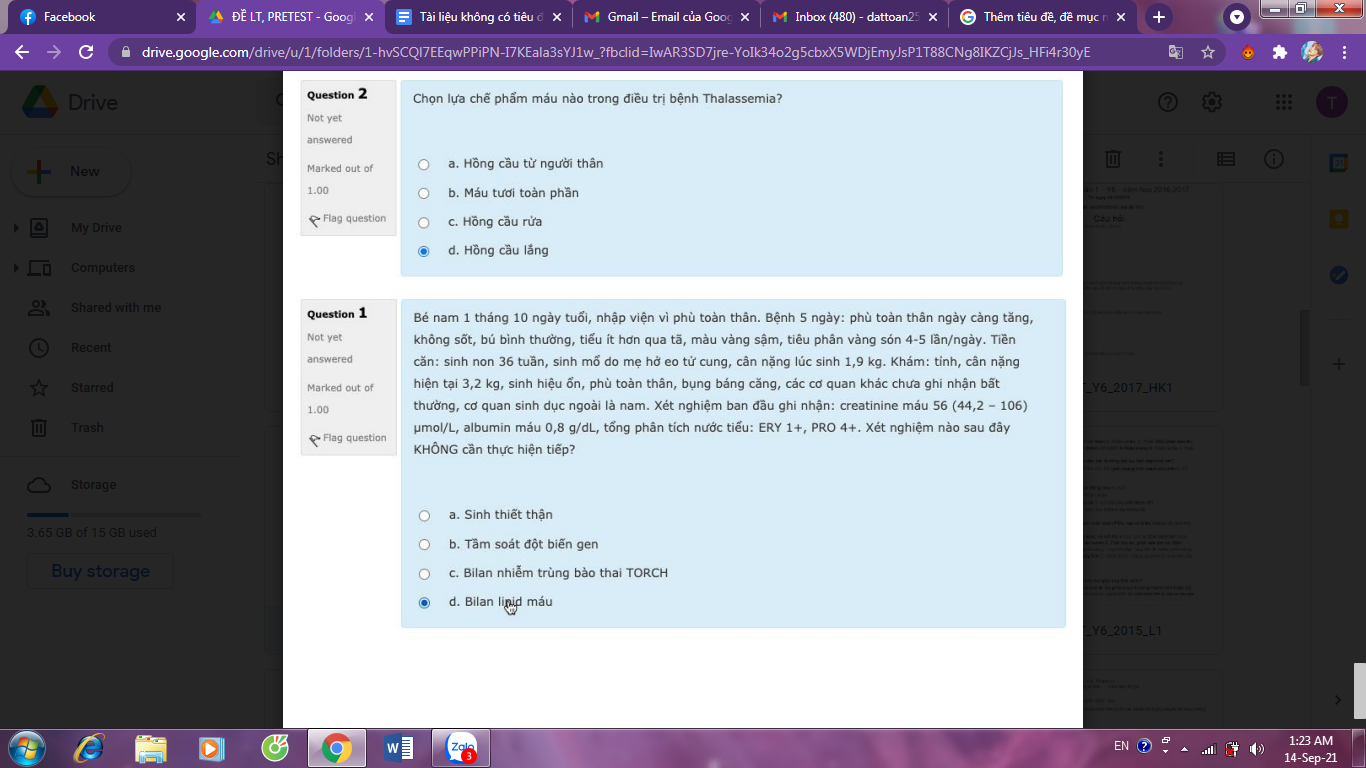 Facebook
ĐỀ LT, PRETEST - Googl
Tài liệu không có tiêu đ
Gmail – Email của Goog
Inbox (480) - dattoan25
Thêm tiêu đề, đề mục n
drive.google.com/drive/u/1/folders/1-hvSCQI7EEqwPPiPN-I7KEala3sYJ1w_?fbclid=IwAR3SD7jre-YoIk34o2g5cbxX5WDjEmyJsP1T88CNg8IKZCjJs_HFi4r30yE
Drive
T
New
My Drive
Computers
Shared with me
Recent
Starred
Trash
Storage
3.65 GB of 15 GB used
Buy storage
Question 2
Not yet
answered
Marked out of
1.00
Flag question
Chọn lựa chế phẩm máu nào trong điều trị bệnh Thalassemia?
a. Hồng cầu từ người thân
b. Máu tươi toàn phần
c. Hồng cầu rửa
d. Hồng cầu lắng
Question 1
Not yet
answered
Marked out of
1.00
Flag question
Bé nam 1 tháng 10 ngày tuổi, nhập viện vì phù toàn thân. Bệnh 5 ngày: phù toàn thân ngày càng tăng,
không sốt, bú bình thường, tiểu ít hơn qua tã, màu vàng sậm, tiêu phân vàng són 4-5 lần/ngày. Tiền
căn: sinh non 36 tuần, sinh mổ do mẹ hở eo tử cung, cân nặng lúc sinh 1,9 kg. Khám: tỉnh, cân nặng
hiện tại 3,2 kg, sinh hiệu ổn, phù toàn thân, bụng báng căng, các cơ quan khác chưa ghi nhận bất
thường, cơ quan sinh dục ngoài là nam. Xét nghiệm ban đầu ghi nhận: creatinine máu 56 (44,2 – 106)
µmol/L, albumin máu 0,8 g/dL, tổng phân tích nước tiểu: ERY 1+, PRO 4+. Xét nghiệm nào sau đây
KHÔNG cần thực hiện tiếp?
a. Sinh thiết thận
b. Tầm soát đột biến gen
c. Bilan nhiễm trùng bào thai TORCH
d. Bilan lipid máu
Câu hỏi
_Y6_2017_HK1
T_Y6_2015_L1
Zalo
3
EN
1:23 AM
14-Sep-21